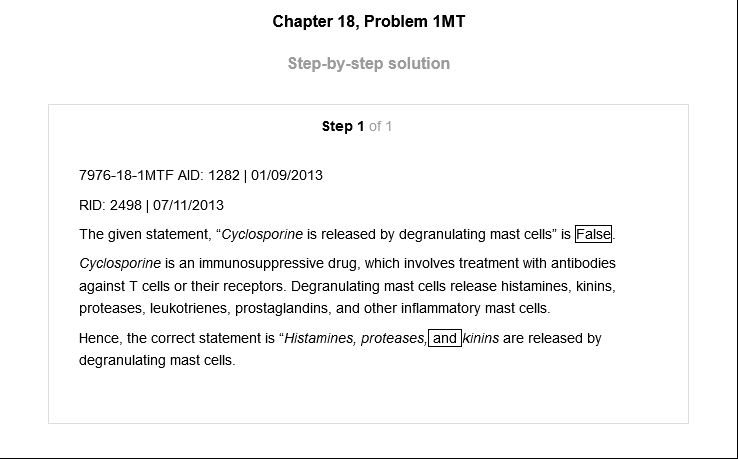 Chapter 18, Problem 1MT
Step-by-step solution
Step 1 of 1
7976-18-1MTF AID: 1282 | 01/09/2013
RID: 2498 | 07/11/2013
The given statement, “Cyclosporine is released by degranulating mast cells” is False.
Cyclosporine is an immunosuppressive drug, which involves treatment with antibodies
against T cells or their receptors. Degranulating mast cells release histamines, kinins,
proteases, leukotrienes, prostaglandins, and other inflammatory mast cells.
Hence, the correct statement is “Histamines, proteases, and kinins are released by
degranulating mast cells.